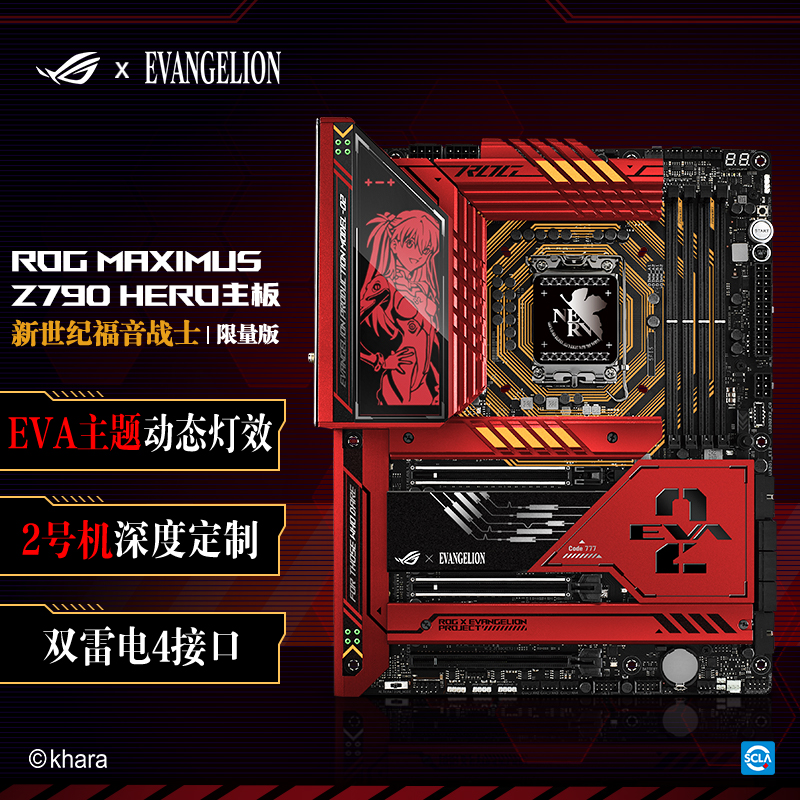 ROG x EVANGELION
ROG MAXIMUS
Z790 HERO主板
新世纪福音战士 | 限量版
EVA主题动态灯效
2号机深度定制
双雷电4接口
©khara
ROG
EVANGELION PRODUCTION MODEL-02
NERV
START
FOR THOSE WHO DARE
× EVANGELION
Code 777
EVA
02
ROG X EVANGELION
PROJECT
SCLA